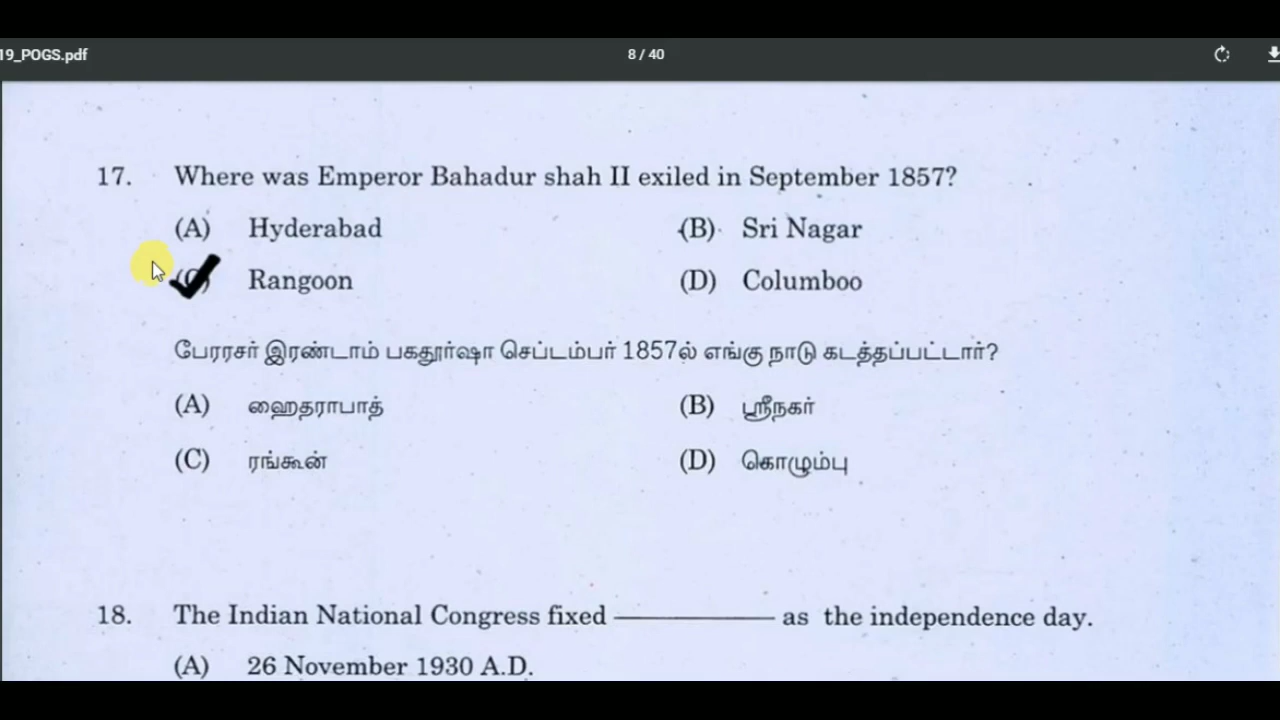 19_POGS.pdf
8 / 40
17. Where was Emperor Bahadur shah II exiled in September 1857?
(A) Hyderabad (B) Sri Nagar
(C) Rangoon (D) Columboo
பேரரசர் இரண்டாம் பகதூர்ஷா செப்டம்பர் 1857ல் எங்கு நாடு கடத்தப்பட்டார்?
(A) ஹைதராபாத் (B) ஸ்ரீநகர்
(C) ரங்கூன் (D) கொழும்பு
18. The Indian National Congress fixed ———— as the independence day.
(A) 26 November 1930 A.D.